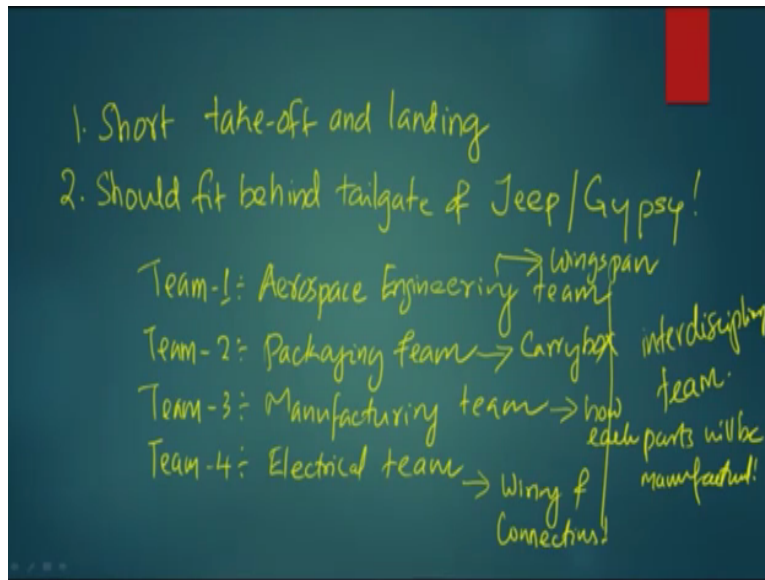 1. Short take-off and landing
2. Should fit behind tailgate of Jeep/Gypsy!
Team-1: Aerospace Engineering team → Wingspan
Team-2: Packaging team → Carrybox
Team-3: Manufacturing team → how each parts will be manufactured!
Team-4: Electrical team → Wiring & Connections!
interdisciplinary team.